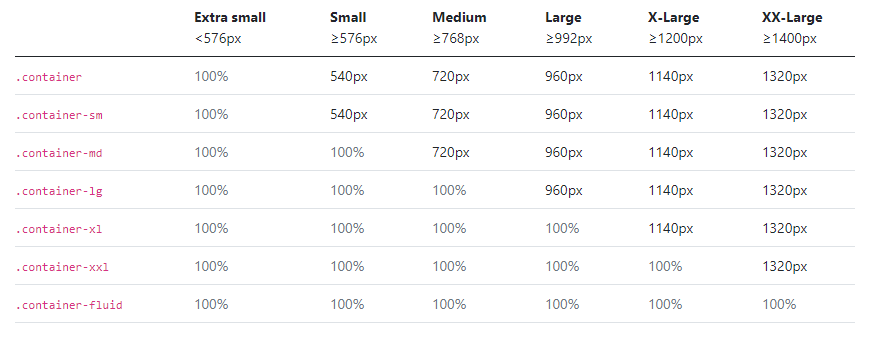 Extra small Small Medium Large X-Large XX-Large
<576px ≥576px ≥768px ≥992px ≥1200px ≥1400px
.container 100% 540px 720px 960px 1140px 1320px
.container-sm 100% 540px 720px 960px 1140px 1320px
.container-md 100% 100% 720px 960px 1140px 1320px
.container-lg 100% 100% 100% 960px 1140px 1320px
.container-xl 100% 100% 100% 100% 1140px 1320px
.container-xxl 100% 100% 100% 100% 100% 1320px
.container-fluid 100% 100% 100% 100% 100% 100%